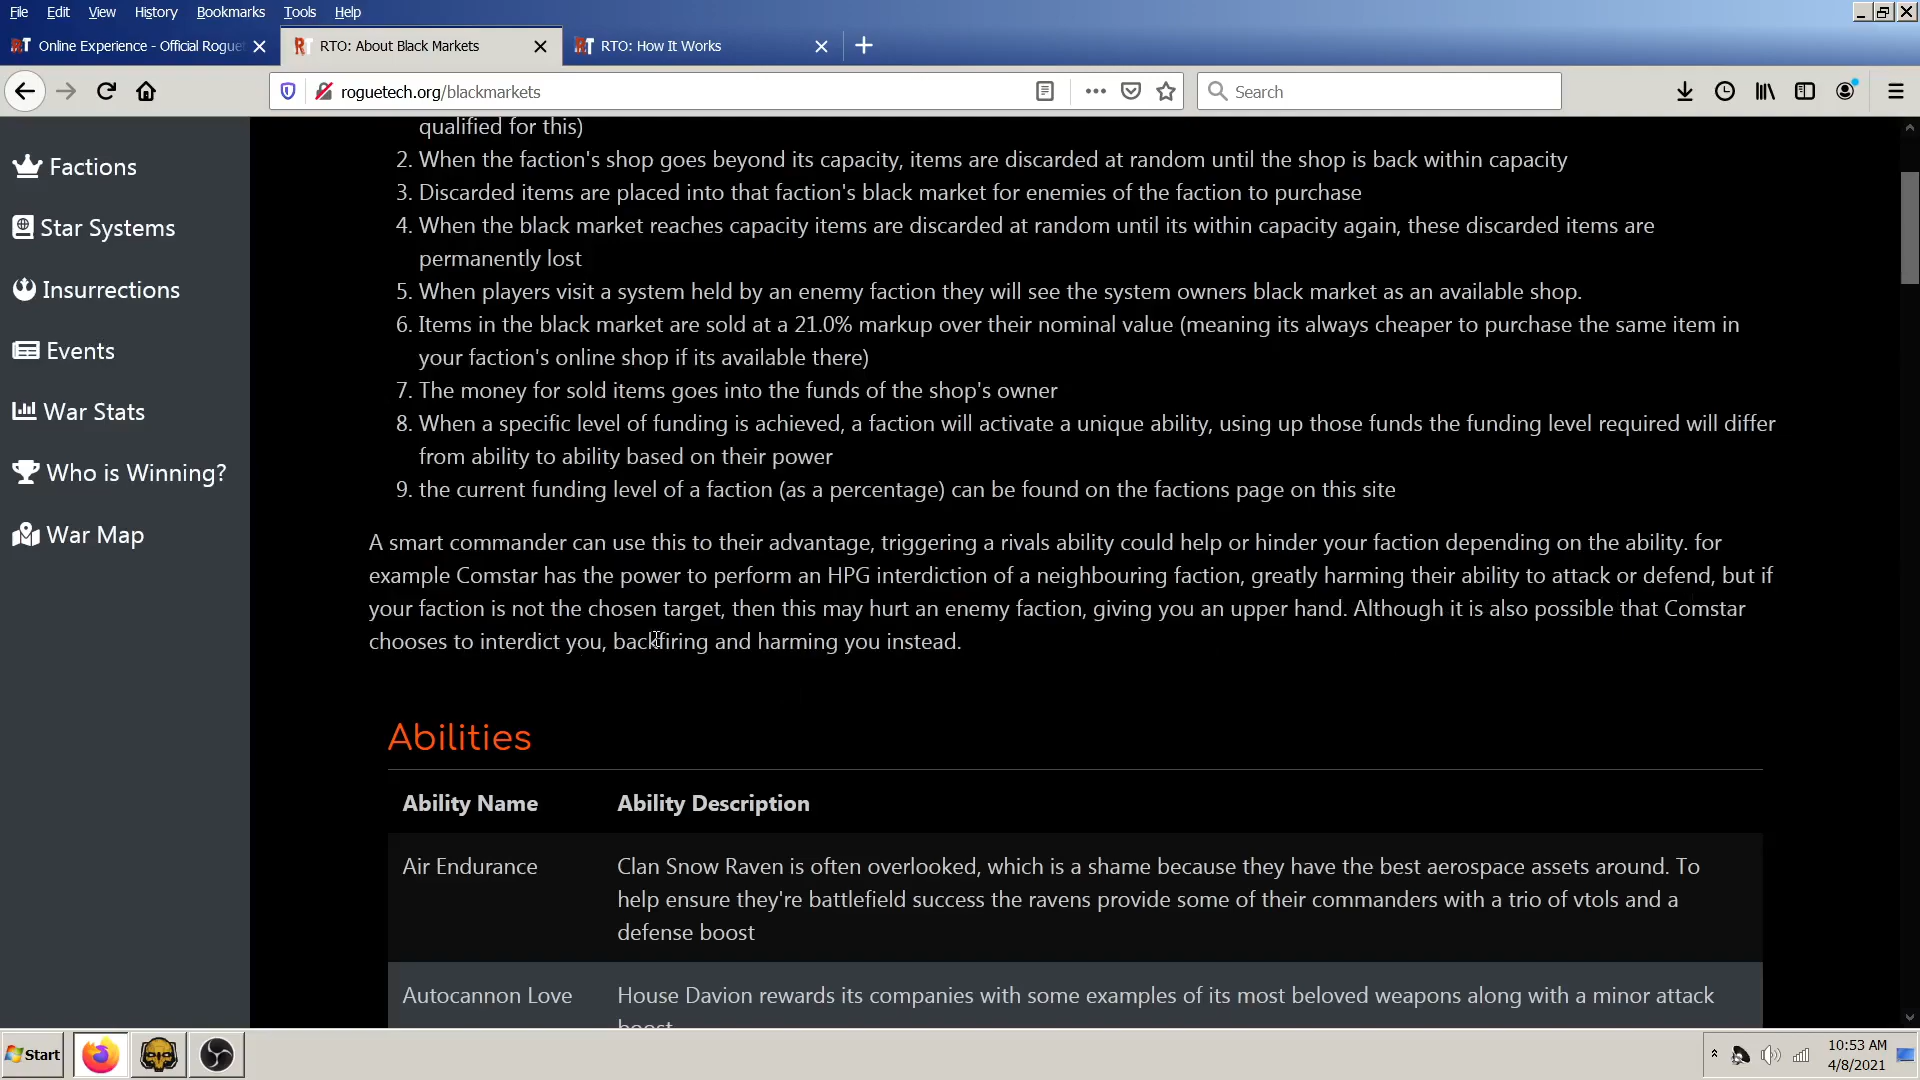 File Edit View History Bookmarks Tools Help
Online Experience - Official Rogue
RTO: About Black Markets
RTO: How It Works
roguetech.org/blackmarkets
Search
Factions
Star Systems
Insurrections
Events
War Stats
Who is Winning?
War Map
qualified for this)
2. When the faction's shop goes beyond its capacity, items are discarded at random until the shop is back within capacity
3. Discarded items are placed into that faction's black market for enemies of the faction to purchase
4. When the black market reaches capacity items are discarded at random until its within capacity again, these discarded items are
permanently lost
5. When players visit a system held by an enemy faction they will see the system owners black market as an available shop.
6. Items in the black market are sold at a 21.0% markup over their nominal value (meaning its always cheaper to purchase the same item in
your faction's online shop if its available there)
7. The money for sold items goes into the funds of the shop's owner
8. When a specific level of funding is achieved, a faction will activate a unique ability, using up those funds the funding level required will differ
from ability to ability based on their power
9. the current funding level of a faction (as a percentage) can be found on the factions page on this site
A smart commander can use this to their advantage, triggering a rivals ability could help or hinder your faction depending on the ability. for
example Comstar has the power to perform an HPG interdiction of a neighbouring faction, greatly harming their ability to attack or defend, but if
your faction is not the chosen target, then this may hurt an enemy faction, giving you an upper hand. Although it is also possible that Comstar
chooses to interdict you, backfiring and harming you instead.
Abilities
Ability Name Ability Description
Air Endurance Clan Snow Raven is often overlooked, which is a shame because they have the best aerospace assets around. To
help ensure they're battlefield success the ravens provide some of their commanders with a trio of vtols and a
defense boost
Autocannon Love House Davion rewards its companies with some examples of its most beloved weapons along with a minor attack
boost
Start
10:53 AM
4/8/2021